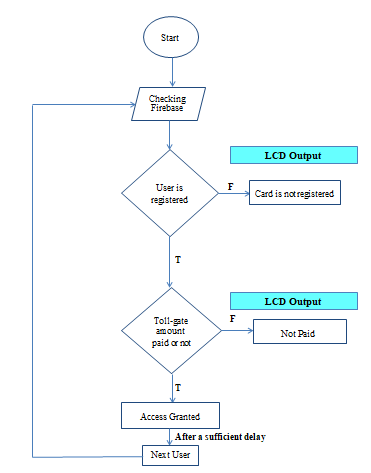 Start
Checking
Firebase
LCD Output
User is
registered
F
Card is not registered
T
LCD Output
Toll-gate
amount
paid or not
F
Not Paid
T
Access Granted
After a sufficient delay
Next User